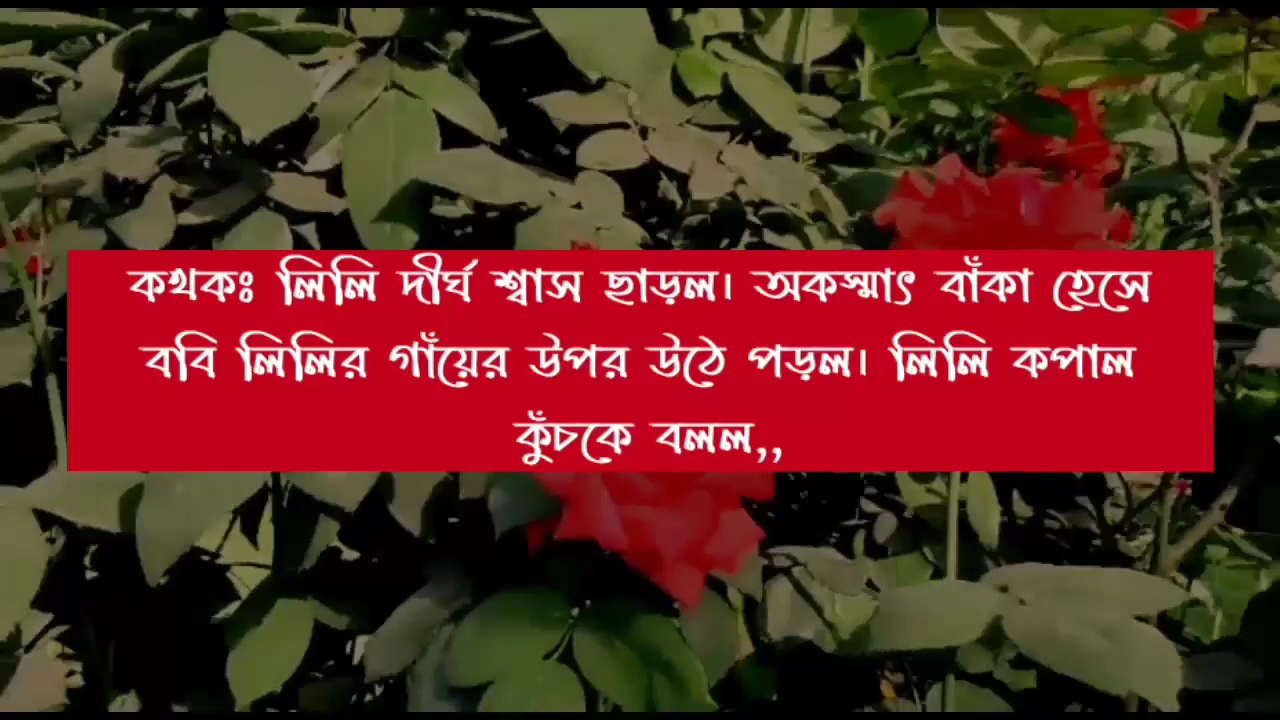 কথকঃ লিলি দীর্ঘ শ্বাস ছাড়ল। অকস্মাৎ বাঁকা হেসে
ববি লিলির গাঁয়ের উপর উঠে পড়ল। লিলি কপাল
কুঁচকে বলল,,